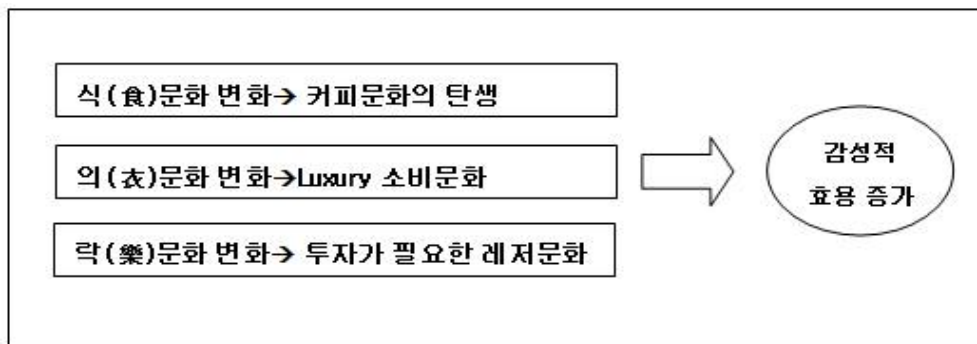 식(食)문화 변화→ 커피문화의 탄생
의(衣)문화 변화→Luxury 소비문화
락(樂)문화 변화→ 투자가 필요한 레저문화
감성적
효용 증가